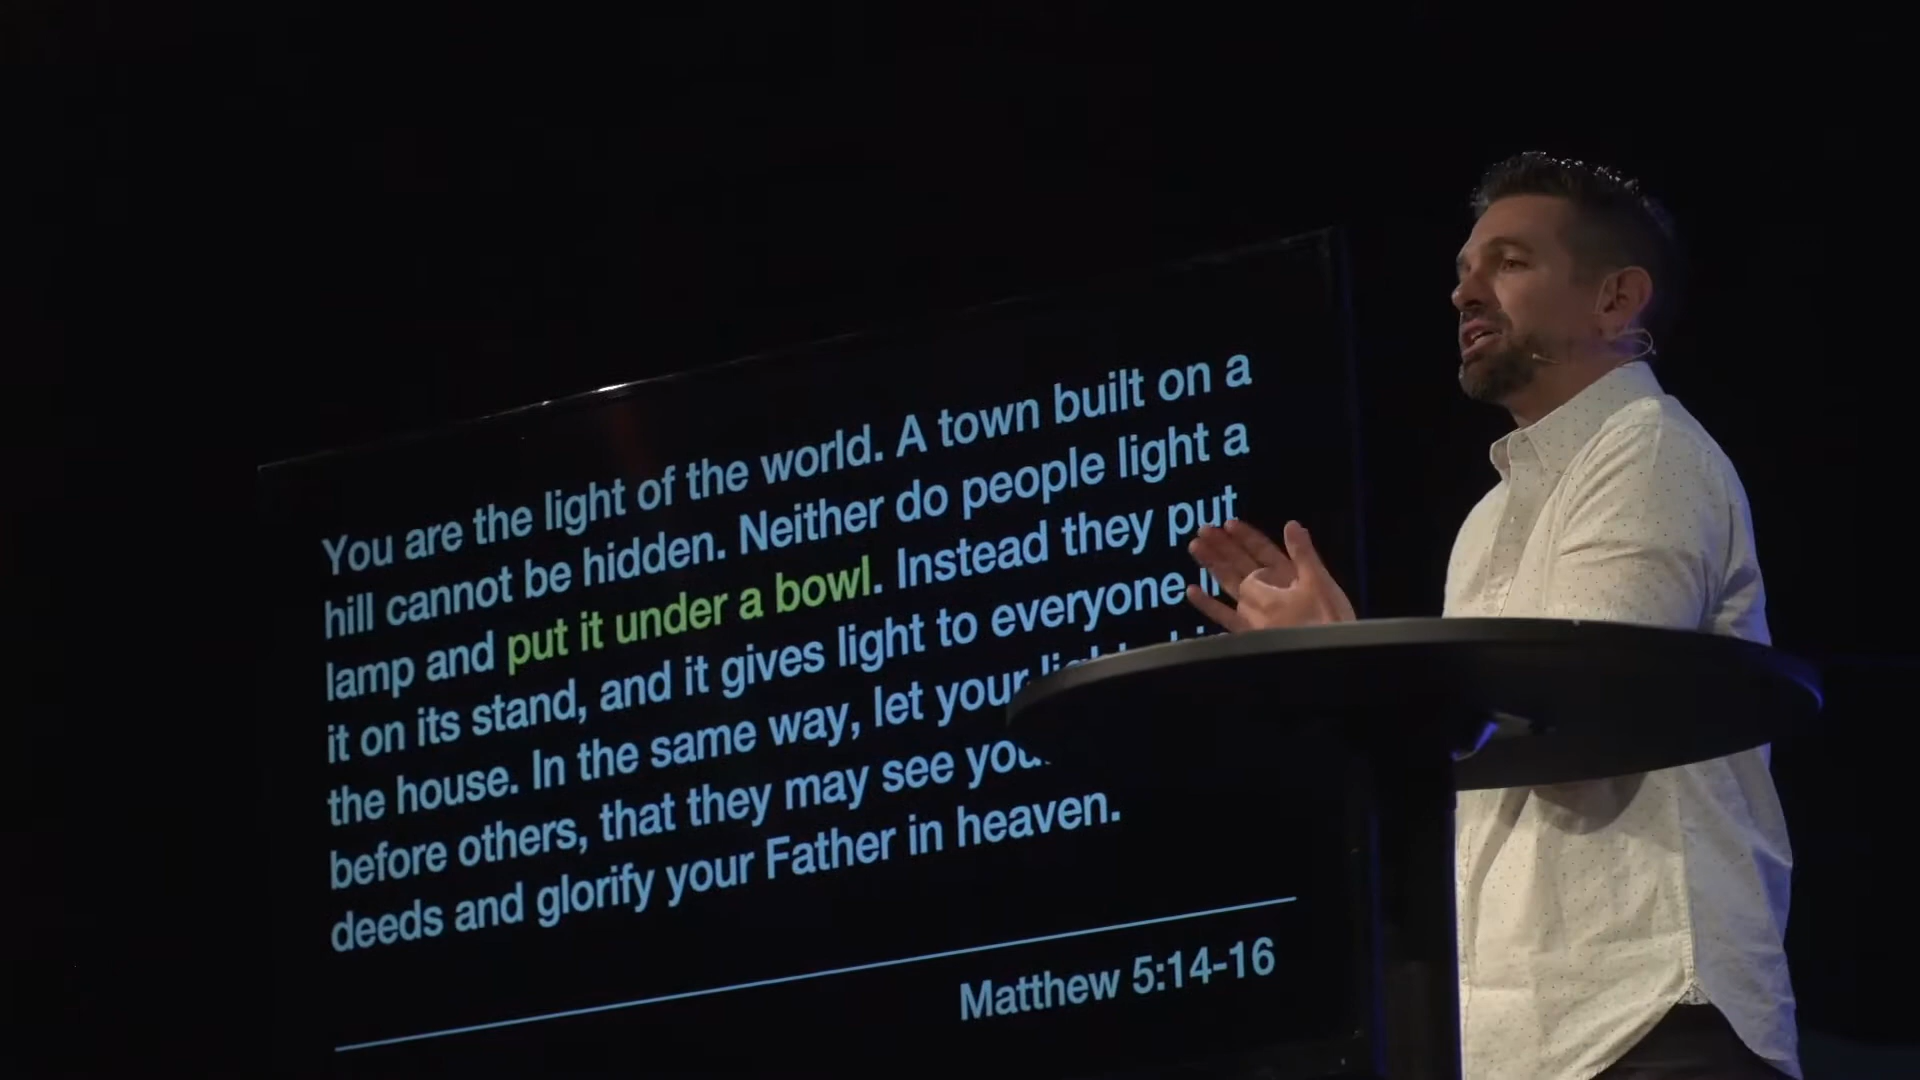 You are the light of the world. A town built on a
hill cannot be hidden. Neither do people light a
lamp and put it under a bowl. Instead they put
it on its stand, and it gives light to everyone
the house. In the same way, let your
before others, that they may see
deeds and glorify your Father in heaven.
Matthew 5:14-16